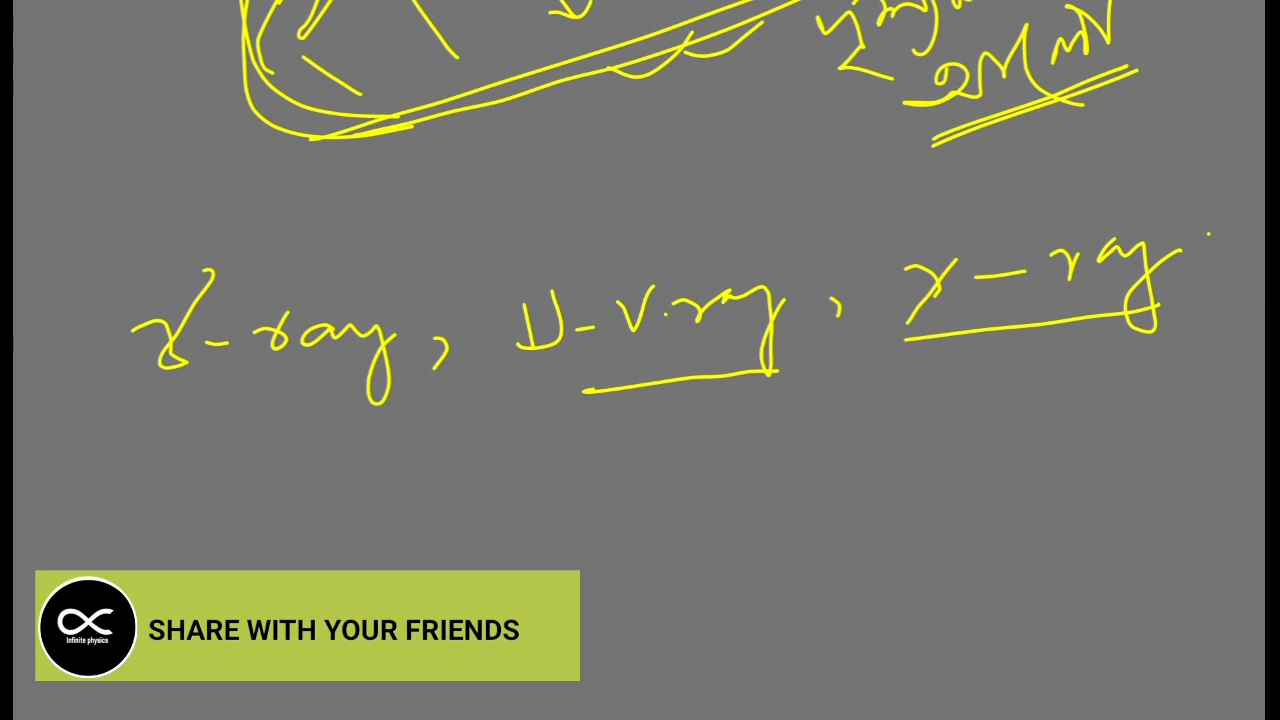 γ-ray, U-V.ray, x-ray
Infinite physics
SHARE WITH YOUR FRIENDS